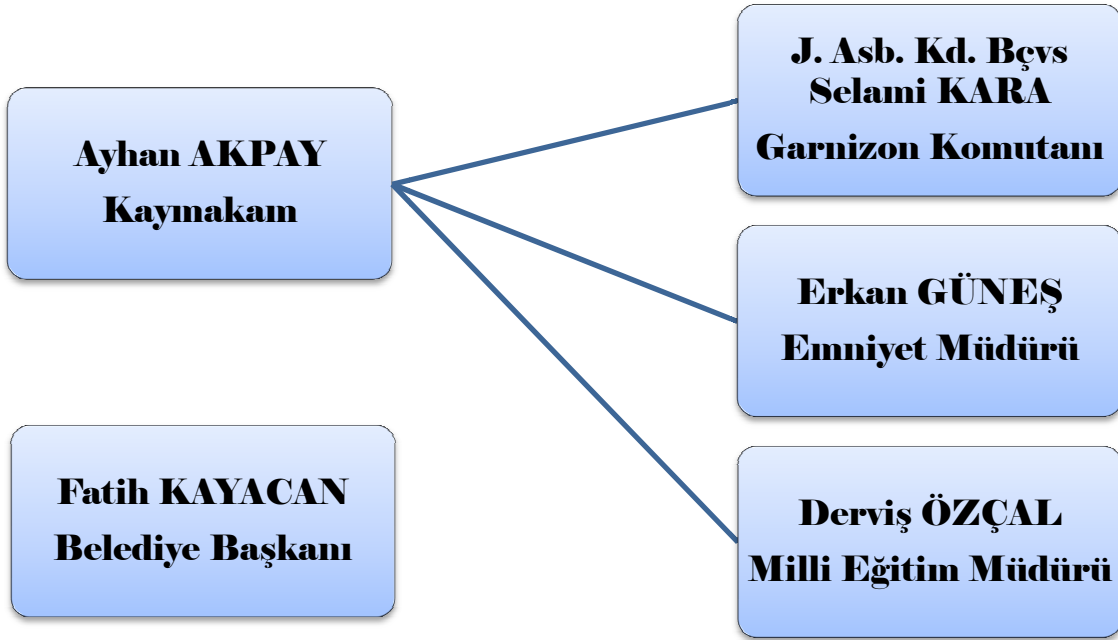 Ayhan AKPAY
Kaymakam
Fatih KAYACAN
Belediye Başkanı
J. Asb. Kd. Bçvs
Selami KARA
Garnizon Komutanı
Erkan GÜNEŞ
Emniyet Müdürü
Derviş ÖZÇAL
Milli Eğitim Müdürü